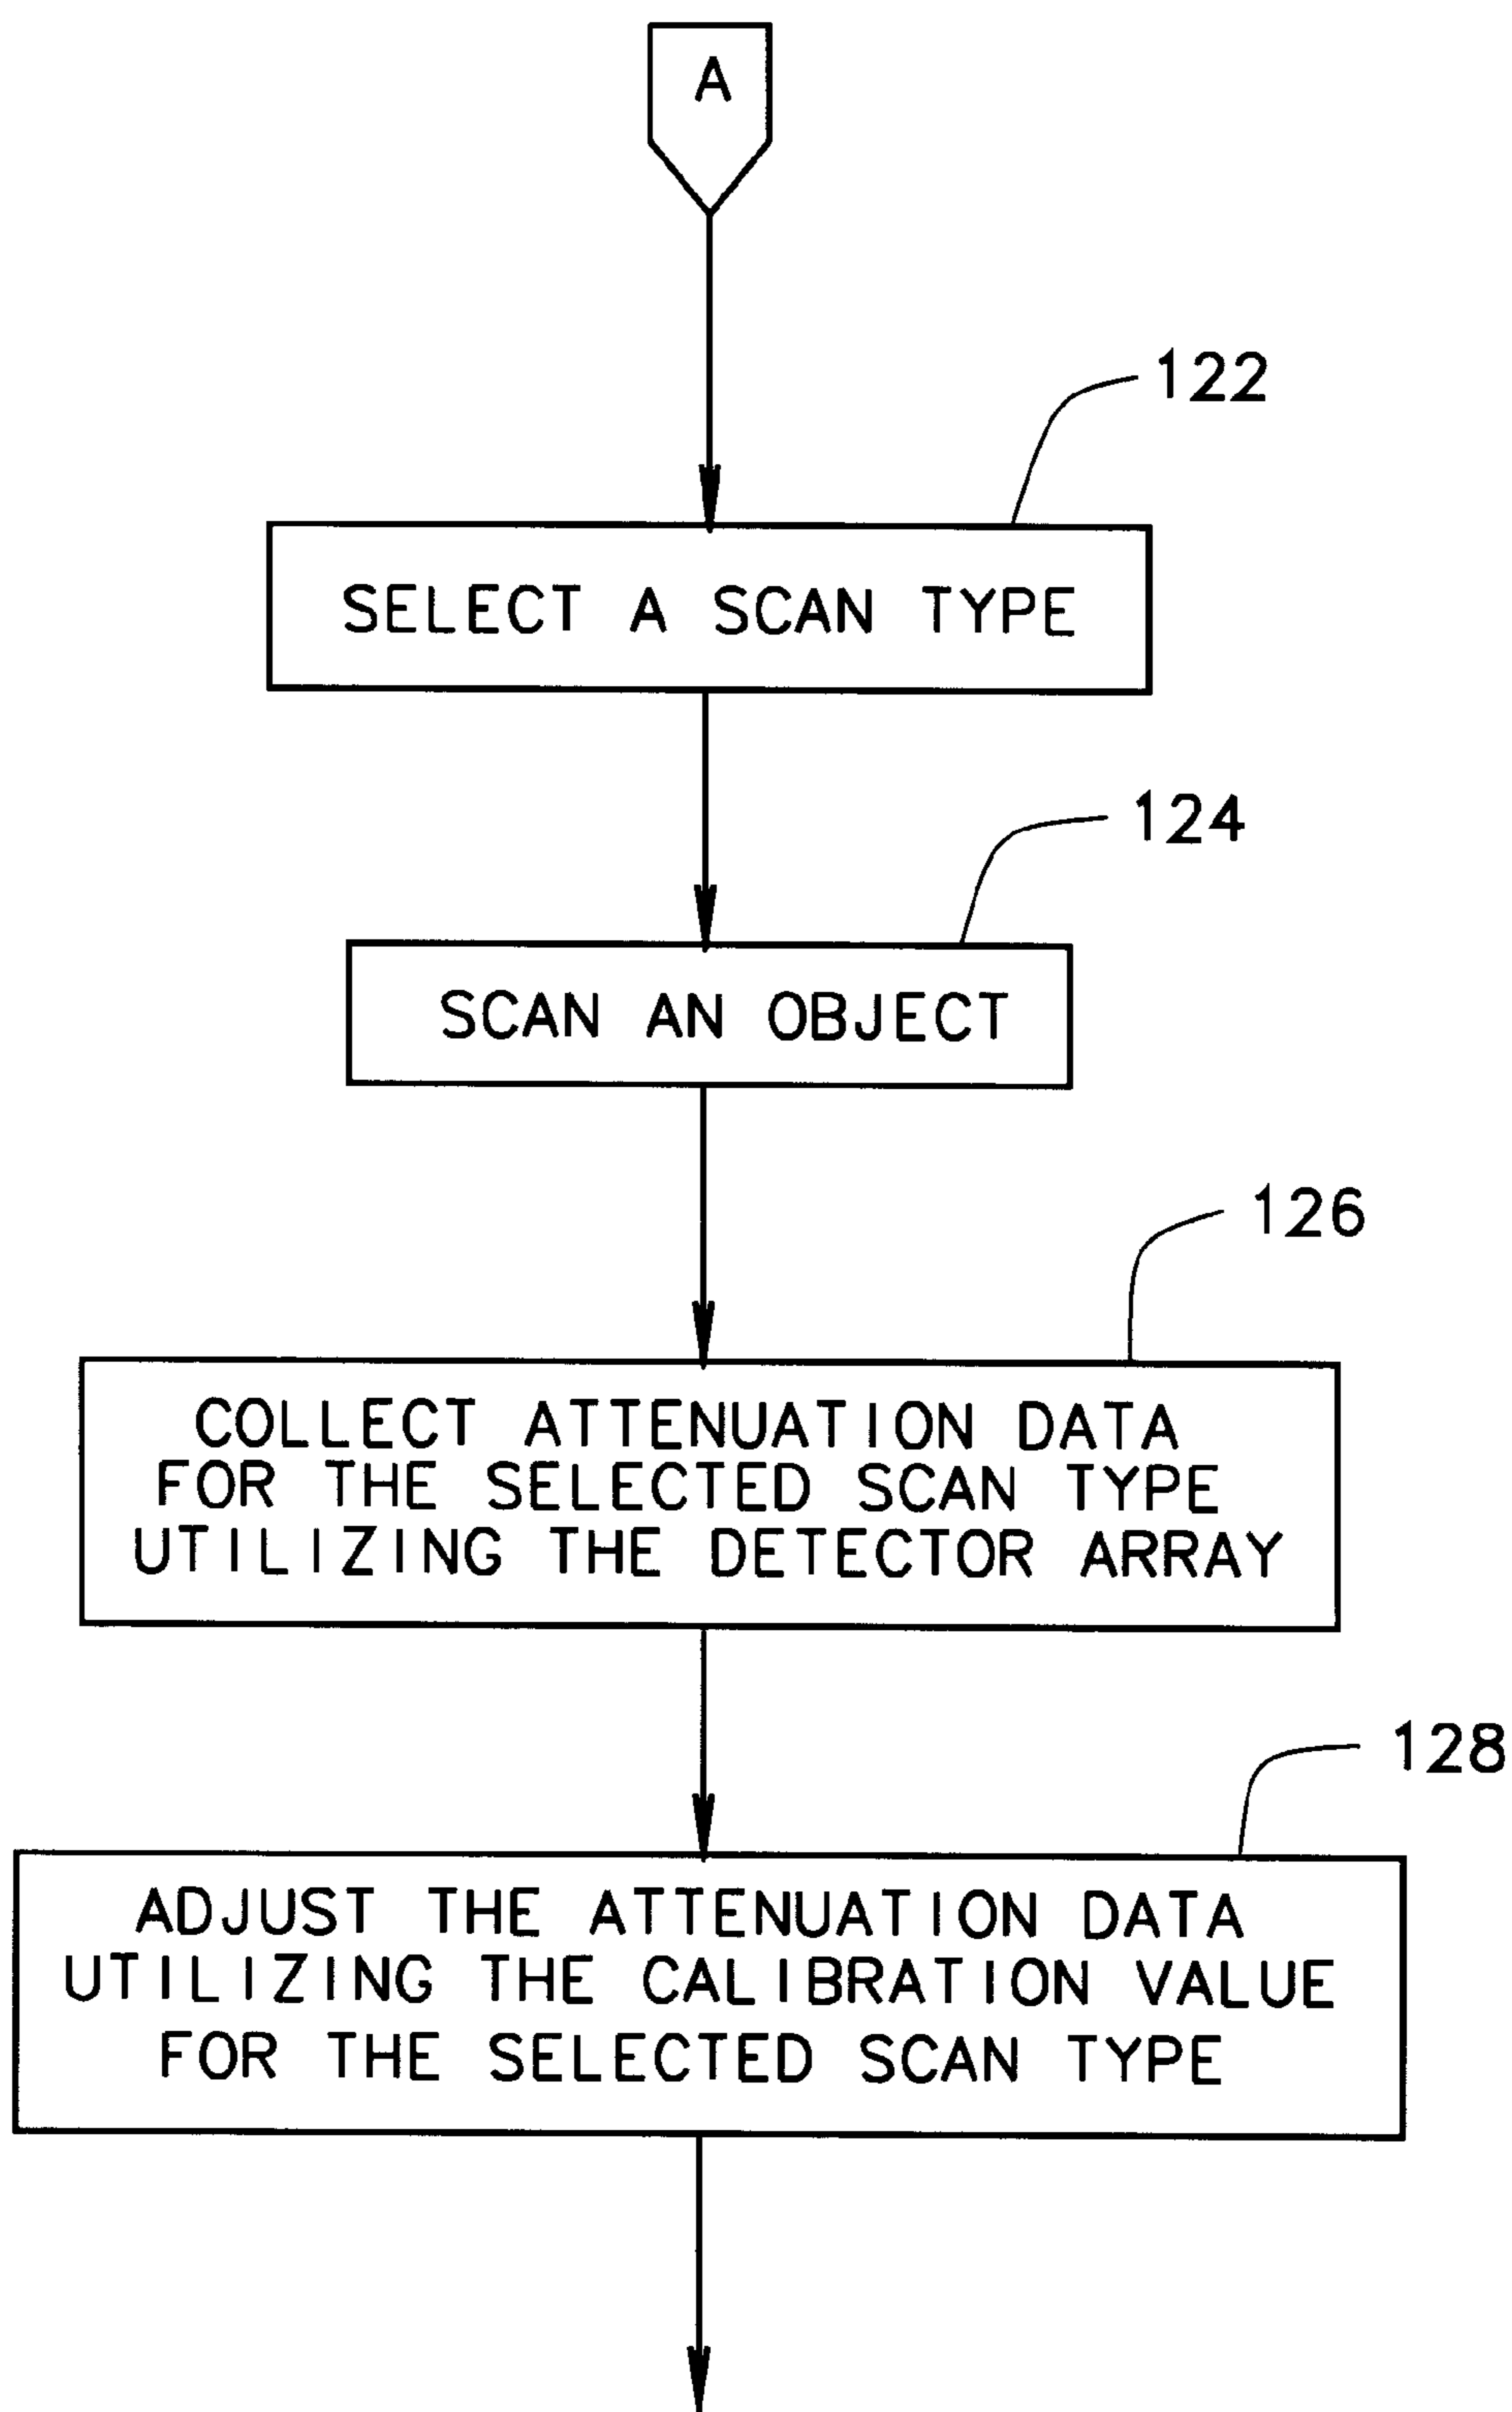 A
122
SELECT A SCAN TYPE
124
SCAN AN OBJECT
126
COLLECT ATTENUATION DATA
FOR THE SELECTED SCAN TYPE
UTILIZING THE DETECTOR ARRAY
128
ADJUST THE ATTENUATION DATA
UTILIZING THE CALIBRATION VALUE
FOR THE SELECTED SCAN TYPE